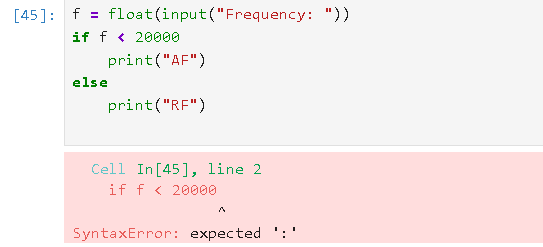 [45]: f = float(input("Frequency: "))
if f < 20000
    print("AF")
else
    print("RF")
Cell In[45], line 2
    if f < 20000
                ^
SyntaxError: expected ':'